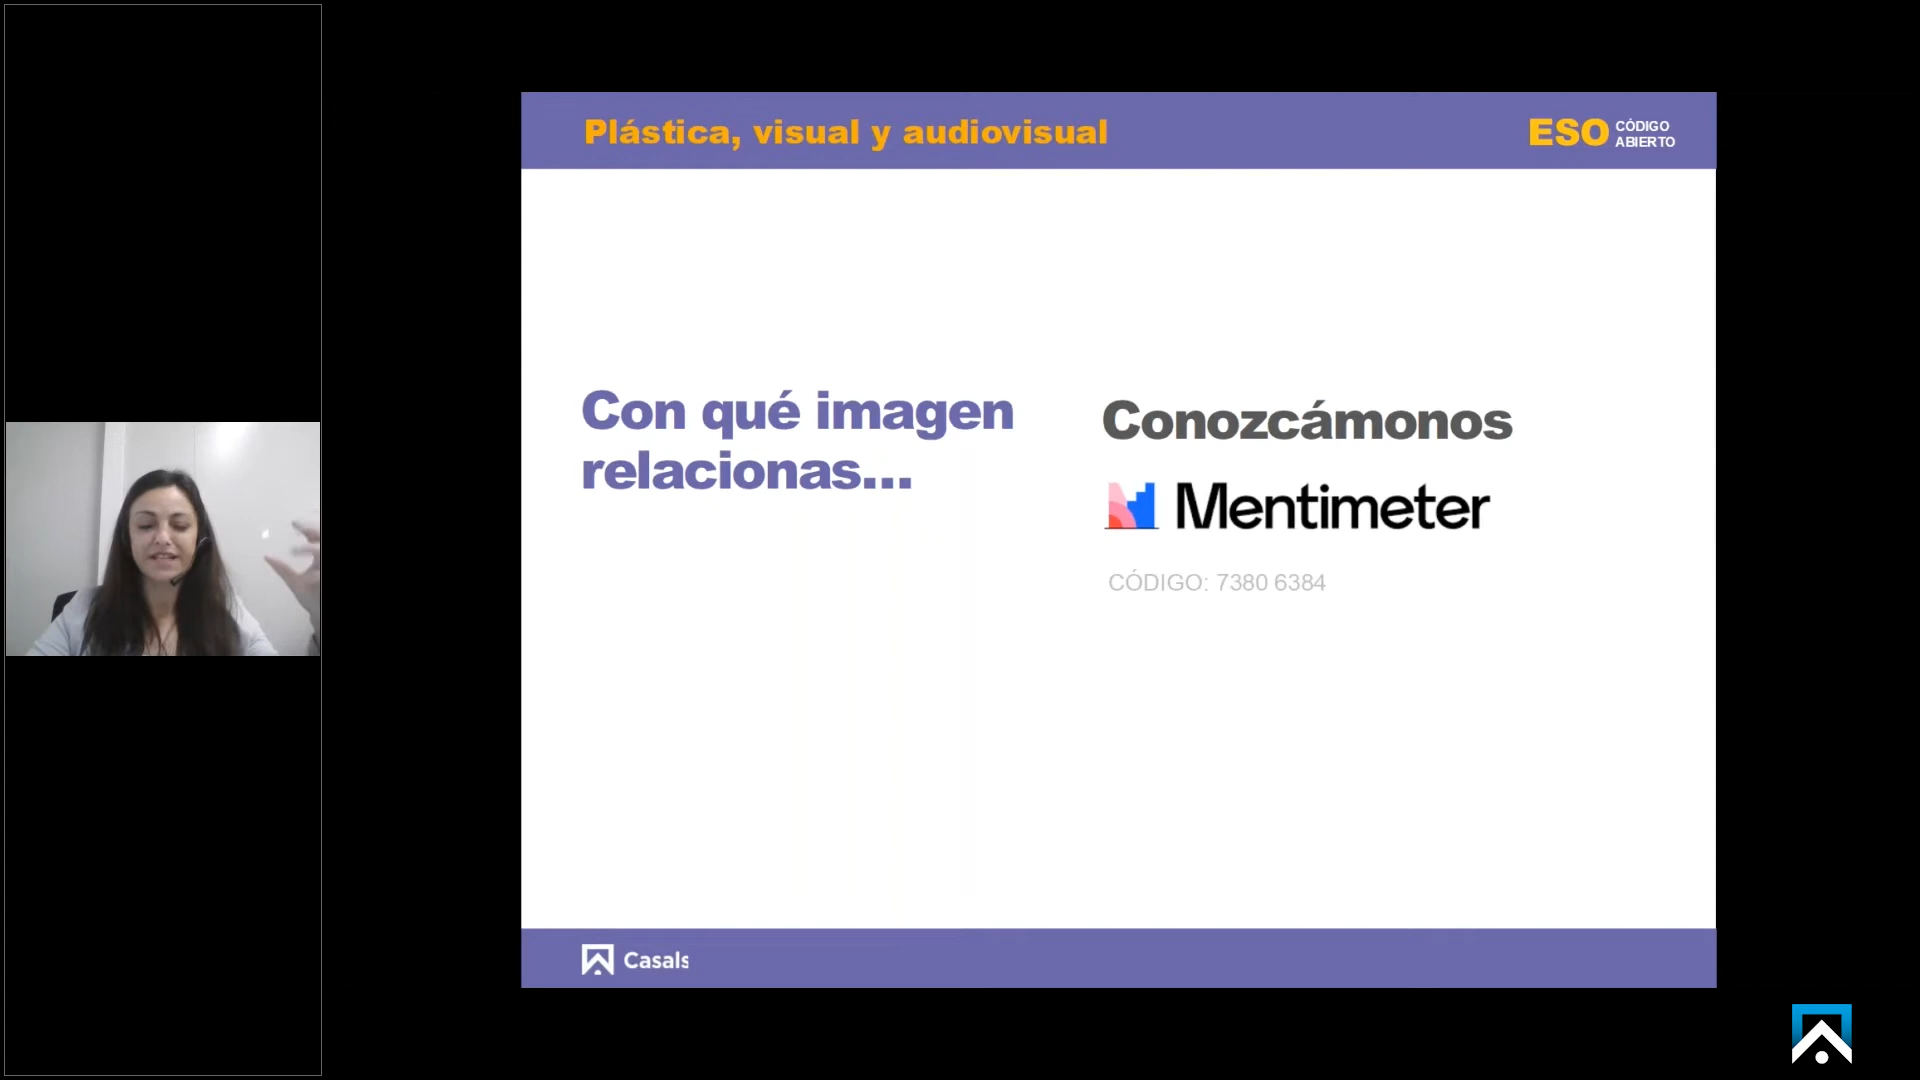 Plástica, visual y audiovisual
ESO CÓDIGO
ABIERTO
Con qué imagen
relacionas...
Conozcámonos
Mentimeter
CÓDIGO: 7380 6384
Casals